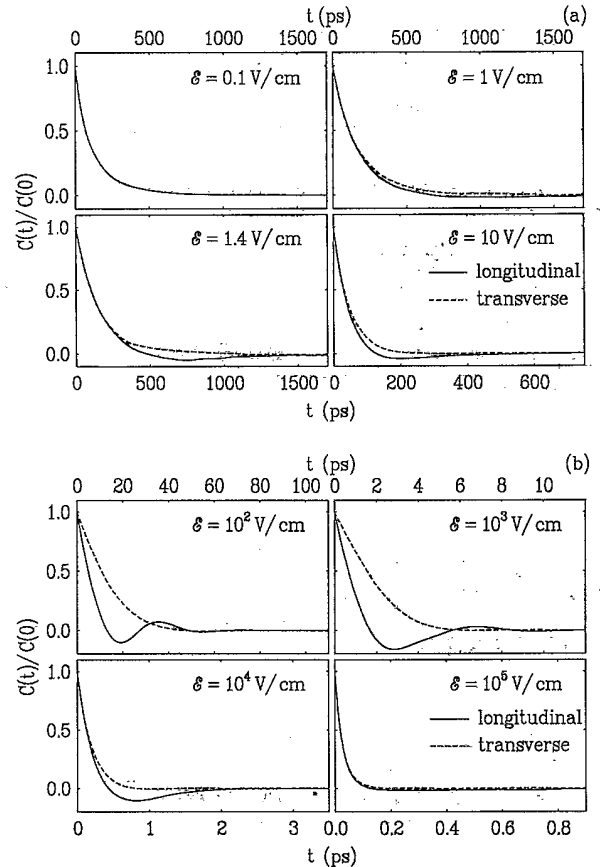 t (ps) (a)
0 500 1000 1500 0 500 1000 1500
1.0
0.5
0.0
ℰ = 0.1 V/cm
ℰ = 1 V/cm
C(t)/C(0)
1.0
0.5
0.0
ℰ = 1.4 V/cm
ℰ = 10 V/cm
longitudinal
transverse
0 500 1000 1500 0 200 400 600
t (ps) t (ps)
t (ps) (b)
0 20 40 60 80 100 0 2 4 6 8 10
1.0
0.5
0.0
ℰ = 10² V/cm
ℰ = 10³ V/cm
C(t)/C(0)
1.0
0.5
0.0
ℰ = 10⁴ V/cm
ℰ = 10⁵ V/cm
longitudinal
transverse
0 1 2 3 0.0 0.2 0.4 0.6 0.8
t (ps) t (ps)